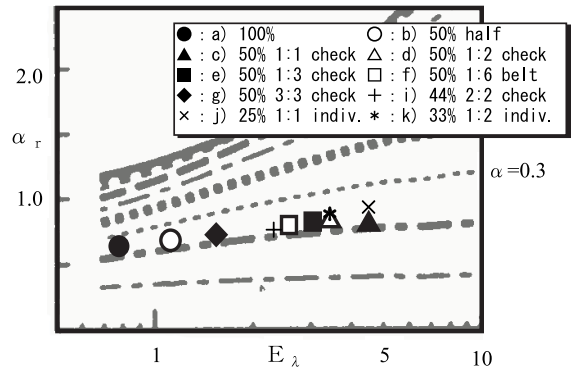 ● : a) 100% ○ : b) 50% half
▲ : c) 50% 1:1 check △ : d) 50% 1:2 check
■ : e) 50% 1:3 check □ : f) 50% 1:6 belt
◆ : g) 50% 3:3 check + : i) 44% 2:2 check
× : j) 25% 1:1 indiv. * : k) 33% 1:2 indiv.
2.0
α r
1.0
α=0.3
1 E λ 5 10